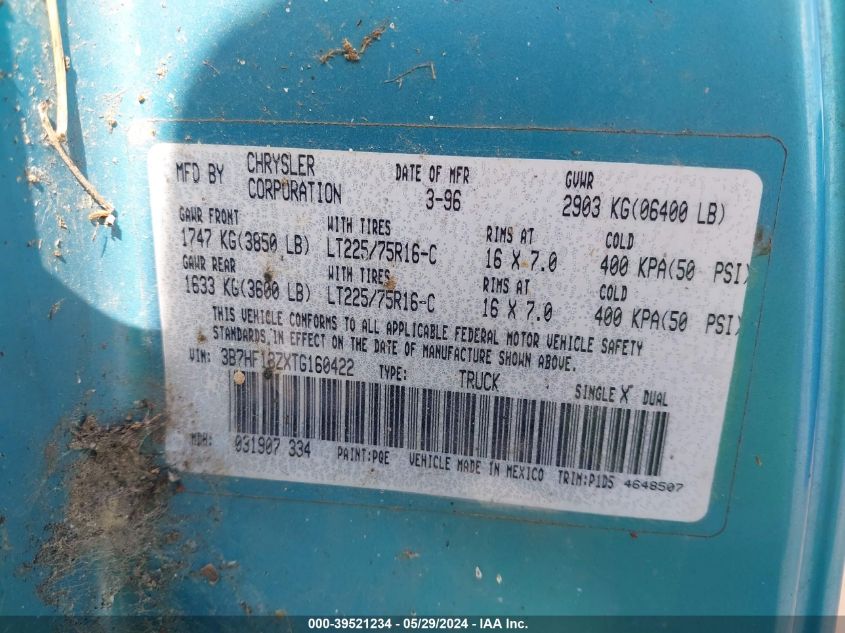 MFD BY CHRYSLER CORPORATION DATE OF MFR 3-96 GVWR 2903 KG(06400 LB)
GAWR FRONT WITH TIRES RIMS AT COLD
1747 KG(3850 LB) LT225/75R16-C 16 X 7.0 400 KPA(50 PSI)
GAWR REAR WITH TIRES RIMS AT COLD
1633 KG(3600 LB) LT225/75R16-C 16 X 7.0 400 KPA(50 PSI)
THIS VEHICLE CONFORMS TO ALL APPLICABLE FEDERAL MOTOR VEHICLE SAFETY
STANDARDS IN EFFECT ON THE DATE OF MANUFACTURE SHOWN ABOVE.
VIN: 3B7HF13ZXTG160422 TYPE: TRUCK SINGLE X DUAL
MDH: 031907 334 PAINT:PQE VEHICLE MADE IN MEXICO TRIM:P1D5 4648507
000-39521234 - 05/29/2024 - IAA Inc.